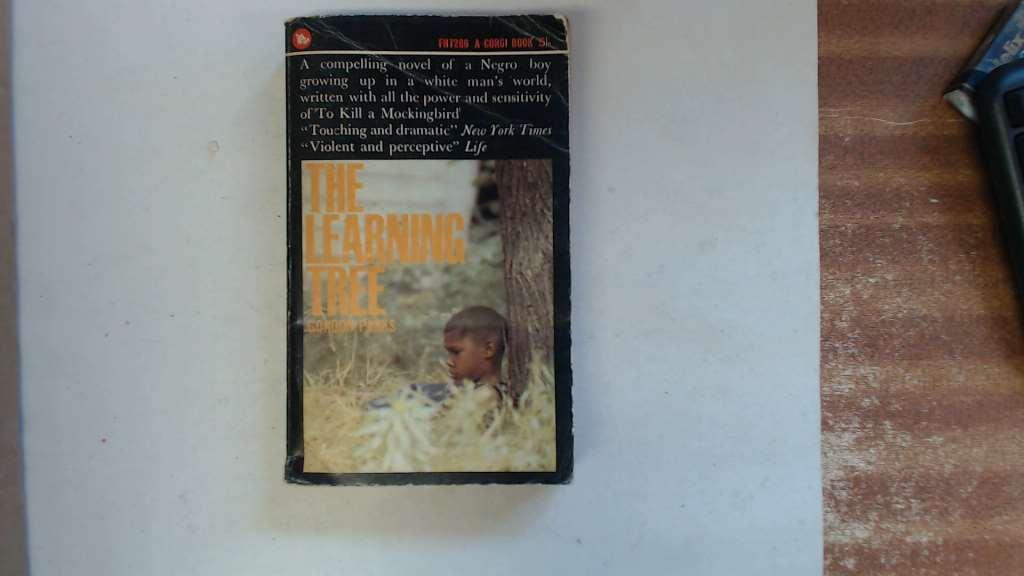 FN7286 A CORGI BOOK 5/-
A compelling novel of a Negro boy
growing up in a white man's world,
written with all the power and sensitivity
of 'To Kill a Mockingbird'
"Touching and dramatic" New York Times
"Violent and perceptive" Life
THE
LEARNING
TREE
GORDON PARKS